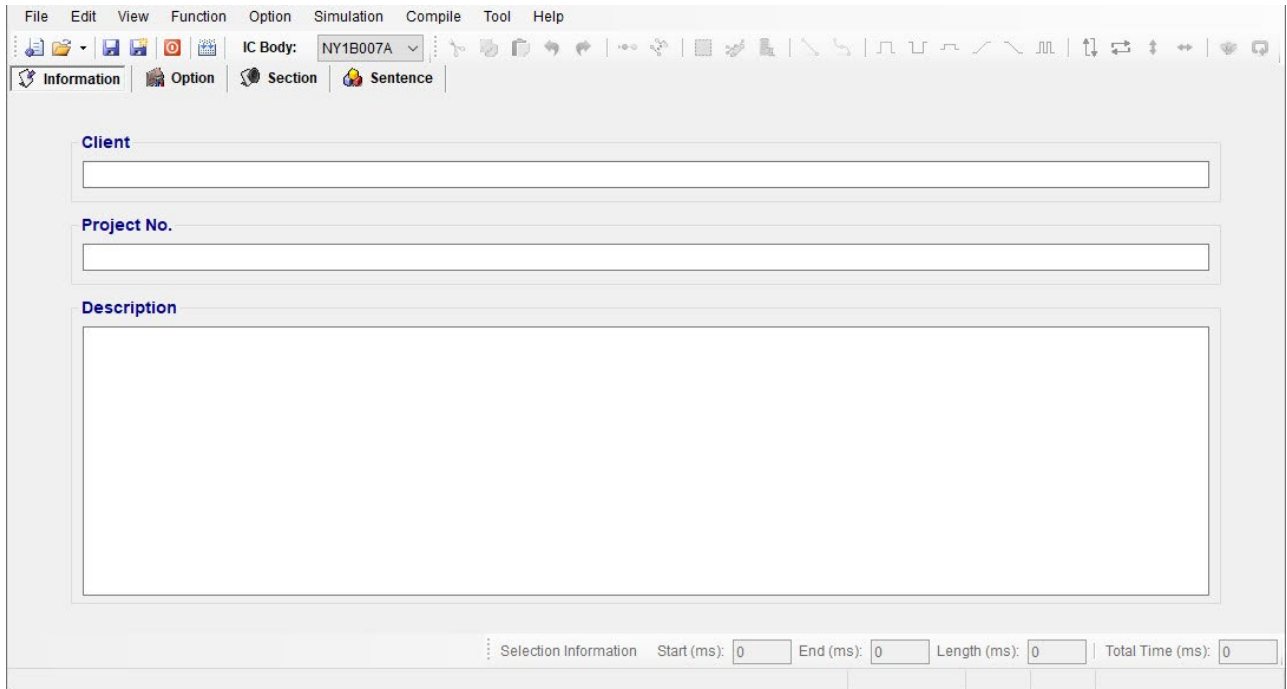 File Edit View Function Option Simulation Compile Tool Help
IC Body: NY1B007A
Information Option Section Sentence
Client
Project No.
Description
Selection Information Start (ms): 0 End (ms): 0 Length (ms): 0 Total Time (ms): 0